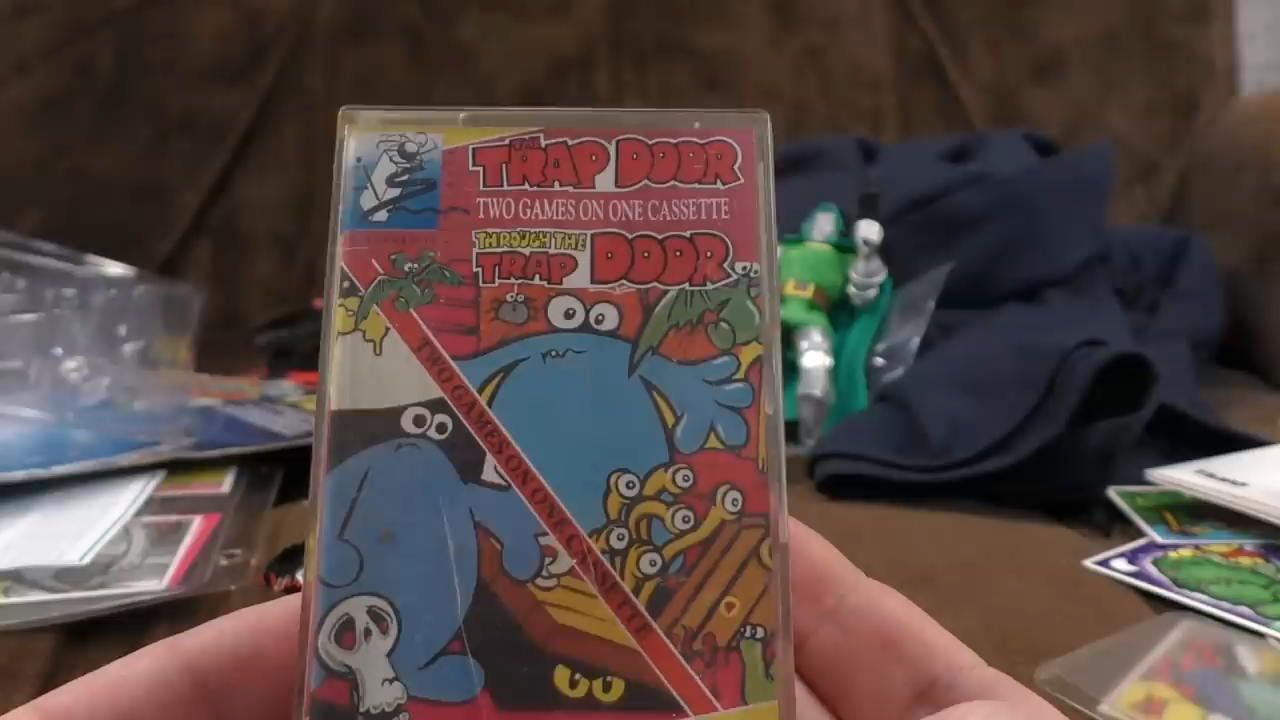 THE
TRAP DOOR
TWO GAMES ON ONE CASSETTE
THROUGH THE
TRAP DOOR
TWO GAMES ON ONE CASSETTE